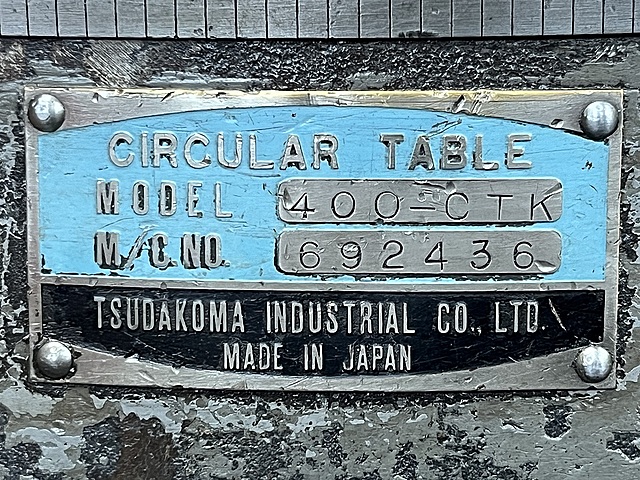 CIRCULAR TABLE
MODEL 400-CTK
M/C.NO. 692436
TSUDAKOMA INDUSTRIAL CO., LTD.
MADE IN JAPAN